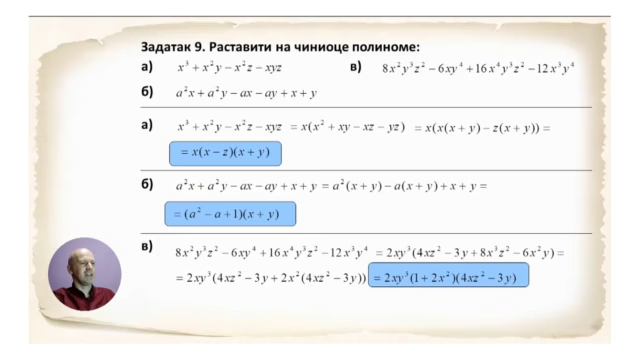 Задатак 9. Раставити на чиниоце полиноме:
а) x³ + x²y − x²z − xyz в) 8x²y³z² − 6xy⁴ + 16x⁴y³z² − 12x³y⁴
б) a²x + a²y − ax − ay + x + y
а) x³ + x²y − x²z − xyz = x(x² + xy − xz − yz) = x(x(x + y) − z(x + y)) =
= x(x − z)(x + y)
б) a²x + a²y − ax − ay + x + y = a²(x + y) − a(x + y) + x + y =
= (a² − a + 1)(x + y)
в) 8x²y³z² − 6xy⁴ + 16x⁴y³z² − 12x³y⁴ = 2xy³(4xz² − 3y + 8x³z² − 6x²y) =
= 2xy³(4xz² − 3y + 2x²(4xz² − 3y)) = 2xy³(1 + 2x²)(4xz² − 3y)